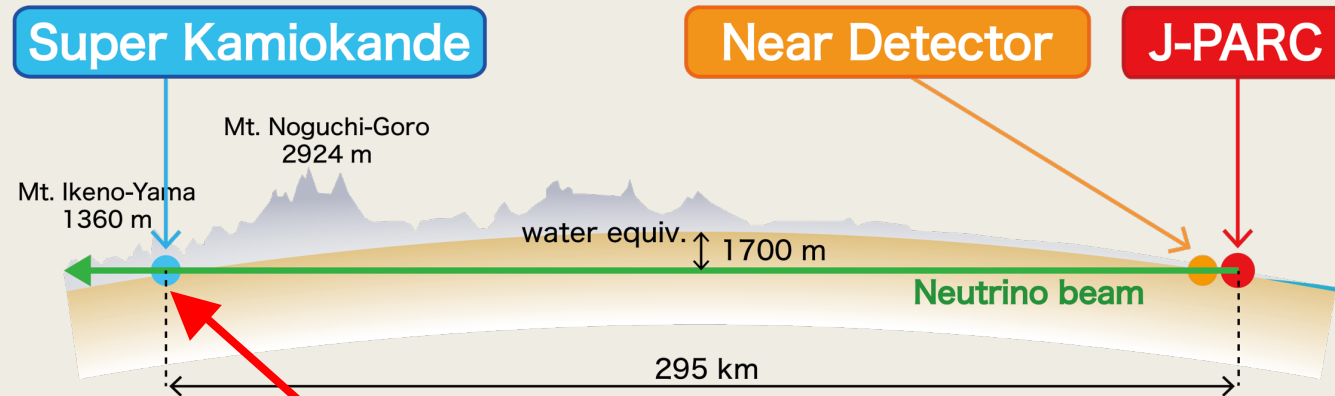 Super Kamiokande
Near Detector
J-PARC
Mt. Noguchi-Goro
2924 m
Mt. Ikeno-Yama
1360 m
water equiv.
1700 m
Neutrino beam
295 km